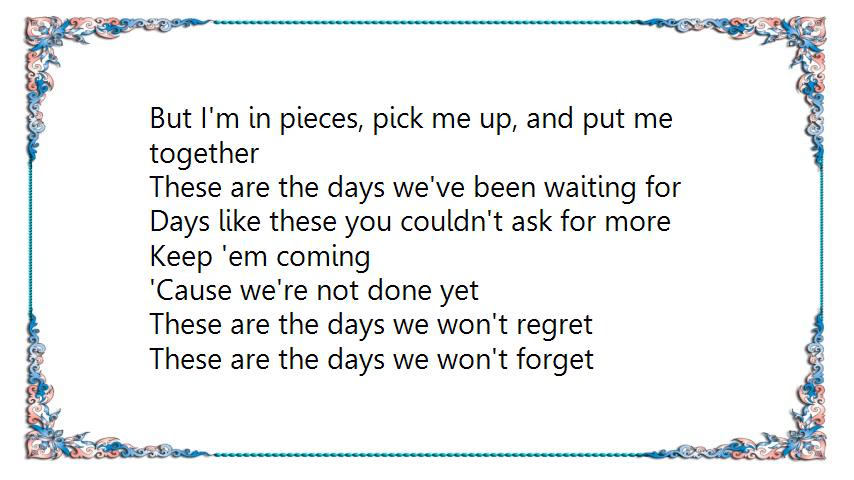 But I'm in pieces, pick me up, and put me
together
These are the days we've been waiting for
Days like these you couldn't ask for more
Keep 'em coming
'Cause we're not done yet
These are the days we won't regret
These are the days we won't forget